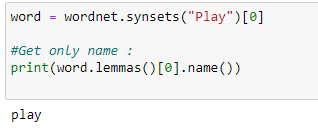 word = wordnet.synsets("Play")[0]
#Get only name :
print(word.lemmas()[0].name())
play